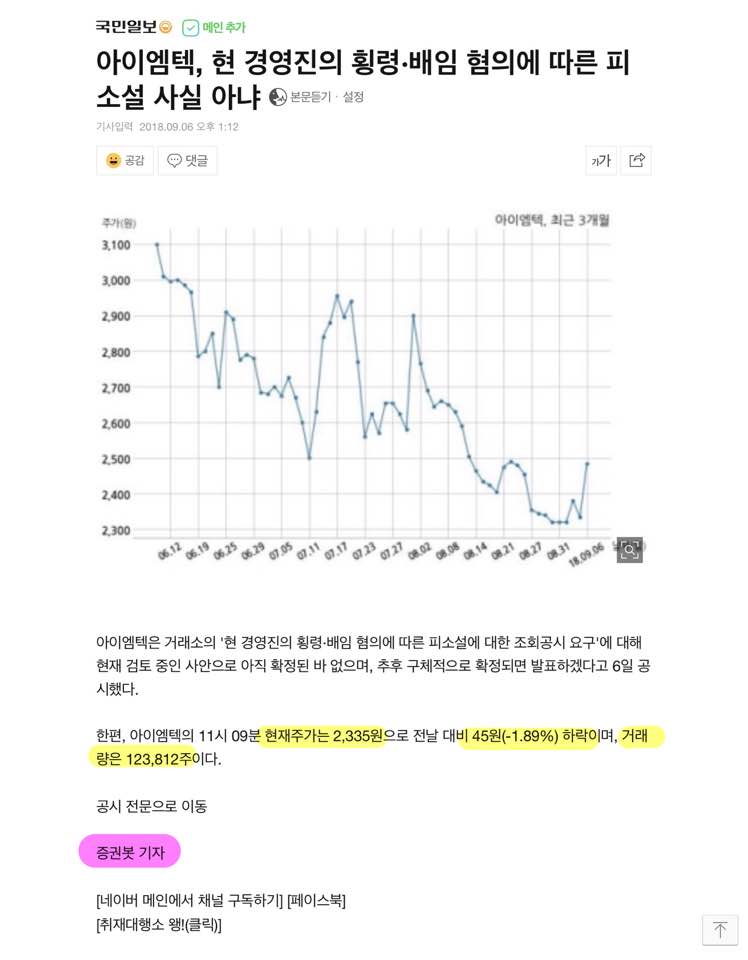 국민일보 메인 추가
아이엠텍, 현 경영진의 횡령·배임 혐의에 따른 피
소설 사실 아냐 본문듣기 · 설정
기사입력 2018.09.06 오후 1:12
공감 댓글 가가
주가(원) 아이엠텍, 최근 3개월
3,100
3,000
2,900
2,800
2,700
2,600
2,500
2,400
2,300
06.12 06.19 06.25 06.29 07.05 07.11 07.17 07.23 07.27 08.02 08.08 08.14 08.21 08.27 08.31 18.09.06
아이엠텍은 거래소의 '현 경영진의 횡령·배임 혐의에 따른 피소설에 대한 조회공시 요구'에 대해
현재 검토 중인 사안으로 아직 확정된 바 없으며, 추후 구체적으로 확정되면 발표하겠다고 6일 공
시했다.
한편, 아이엠텍의 11시 09분 현재주가는 2,335원으로 전날 대비 45원(-1.89%) 하락이며, 거래
량은 123,812주이다.
공시 전문으로 이동
증권봇 기자
[네이버 메인에서 채널 구독하기] [페이스북]
[취재대행소 왱!(클릭)]